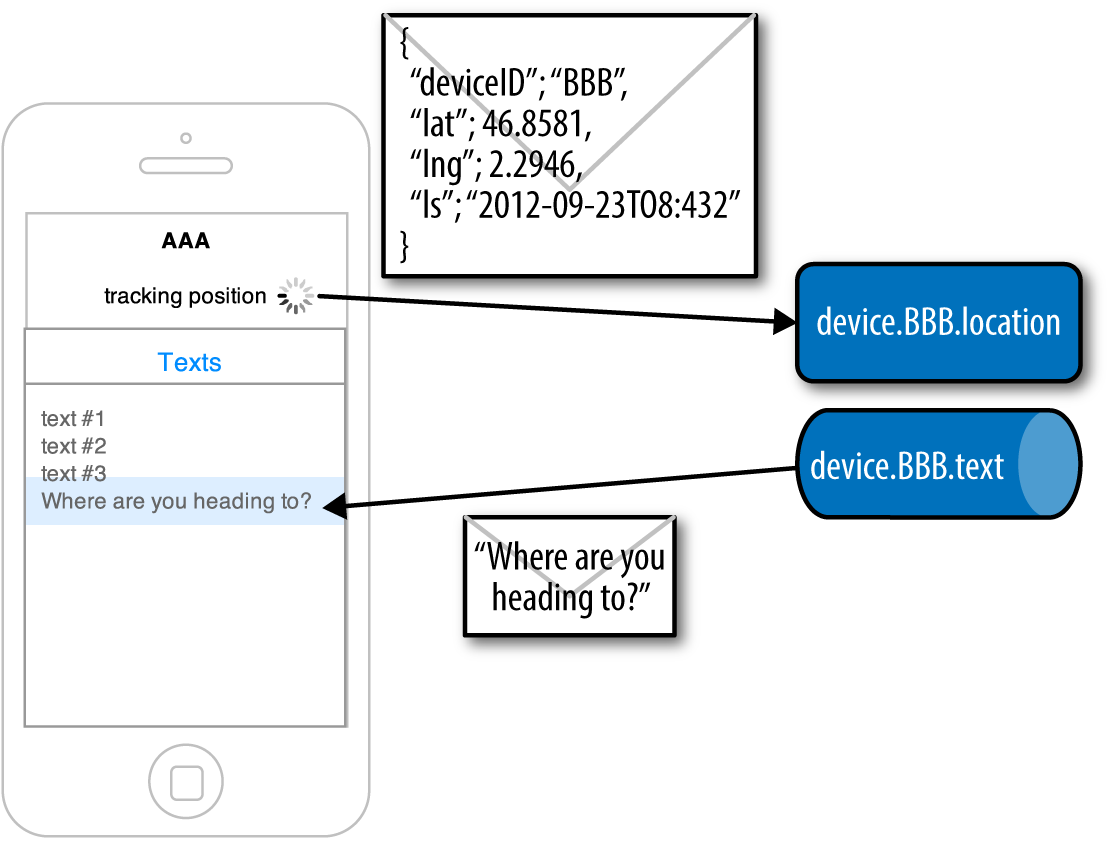 {
“deviceID”; “BBB”,
“lat”; 46.8581,
“lng”; 2.2946,
“ls”; “2012-09-23TO8:432”
}
AAA
tracking position
device.BBB.location
Texts
text #1
text #2
text #3
Where are you heading to?
device.BBB.text
“Where are you
heading to?”